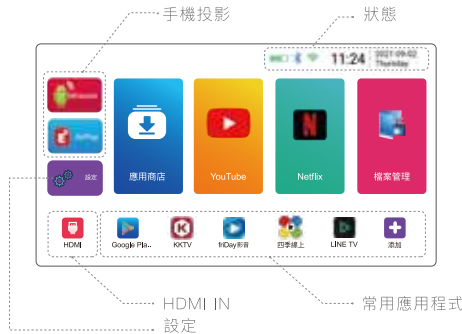 手機投影
狀態
11:24
2021-09-02
Thursday
設定
應用商店
YouTube
Netflix
檔案管理
HDMI
Google Pla..
KKTV
friDay影音
四季線上
LINE TV
添加
HDMI IN
常用應用程式
設定